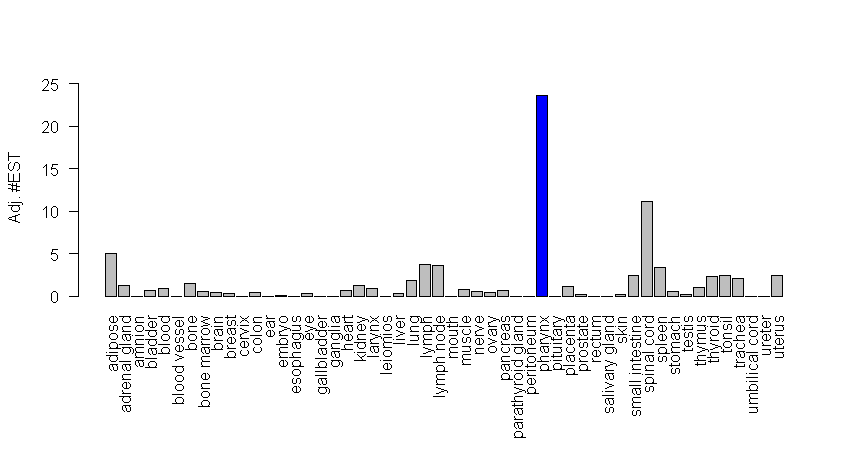 Adj. #EST
25
20
15
10
5
0
adipose
adrenal gland
amnion
bladder
blood
blood vessel
bone
bone marrow
brain
breast
cervix
colon
ear
embryo
esophagus
eye
gallbladder
ganglia
heart
kidney
larynx
leiomios
liver
lung
lymph
lymph node
mouth
muscle
nerve
ovary
pancreas
parathyroid gland
peritoneum
pharynx
pituitary
placenta
prostate
rectum
salivary gland
skin
small intestine
spinal cord
spleen
stomach
testis
thymus
thyroid
tonsil
trachea
umbilical cord
ureter
uterus